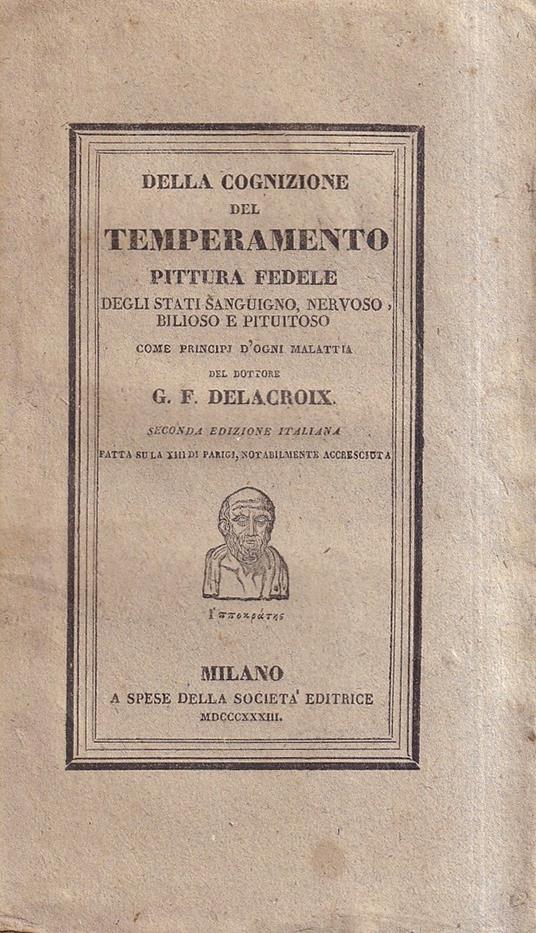 DELLA COGNIZIONE
DEL
TEMPERAMENTO
PITTURA FEDELE
DEGLI STATI SANGUIGNO, NERVOSO,
BILIOSO E PITUITOSO
COME PRINCIPJ D'OGNI MALATTIA
DEL DOTTORE
G. F. DELACROIX.
SECONDA EDIZIONE ITALIANA
FATTA SU LA XIII DI PARIGI, NOTABILMENTE ACCRESCIUTA
Ἱπποκράτης
MILANO
A SPESE DELLA SOCIETA' EDITRICE
MDCCCXXXIII.